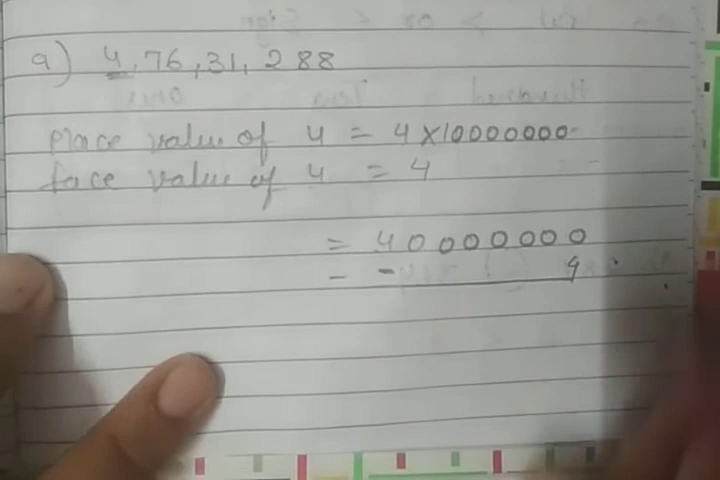 a) 4,76,31,288
place value of 4 = 4×10000000
face value of 4 = 4
= 40000000
= - 4